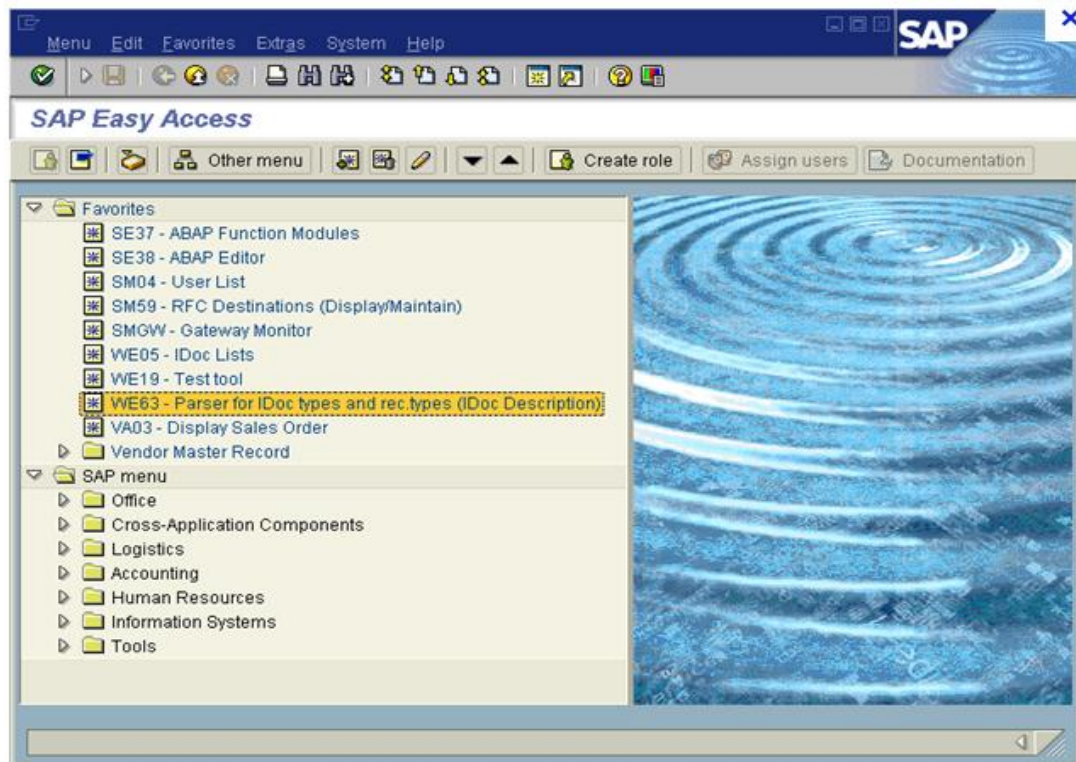 Menu Edit Favorites Extras System Help
SAP
SAP Easy Access
Other menu Create role Assign users Documentation
Favorites
SE37 - ABAP Function Modules
SE38 - ABAP Editor
SM04 - User List
SM59 - RFC Destinations (Display/Maintain)
SMGW - Gateway Monitor
WE05 - IDoc Lists
WE19 - Test tool
WE63 - Parser for IDoc types and rec.types (IDoc Description)
VA03 - Display Sales Order
Vendor Master Record
SAP menu
Office
Cross-Application Components
Logistics
Accounting
Human Resources
Information Systems
Tools